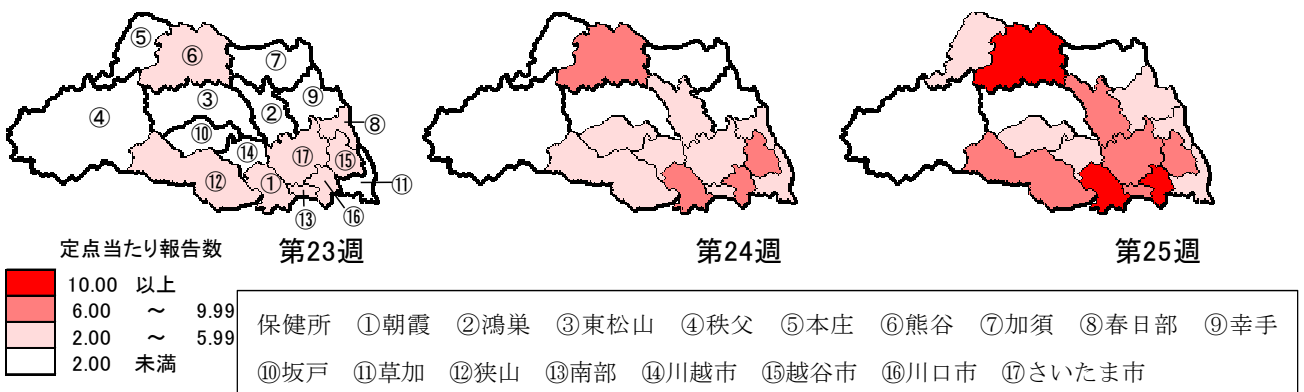 ⑤
⑥
⑦
③
④
②
⑨
⑧
⑩
⑭
⑰
⑮
⑫
①
⑪
⑬
⑯
定点当たり報告数
第23週
第24週
第25週
10.00 以上
6.00 ～ 9.99
2.00 ～ 5.99
2.00 未満
保健所 ①朝霞 ②鴻巣 ③東松山 ④秩父 ⑤本庄 ⑥熊谷 ⑦加須 ⑧春日部 ⑨幸手
⑩坂戸 ⑪草加 ⑫狭山 ⑬南部 ⑭川越市 ⑮越谷市 ⑯川口市 ⑰さいたま市